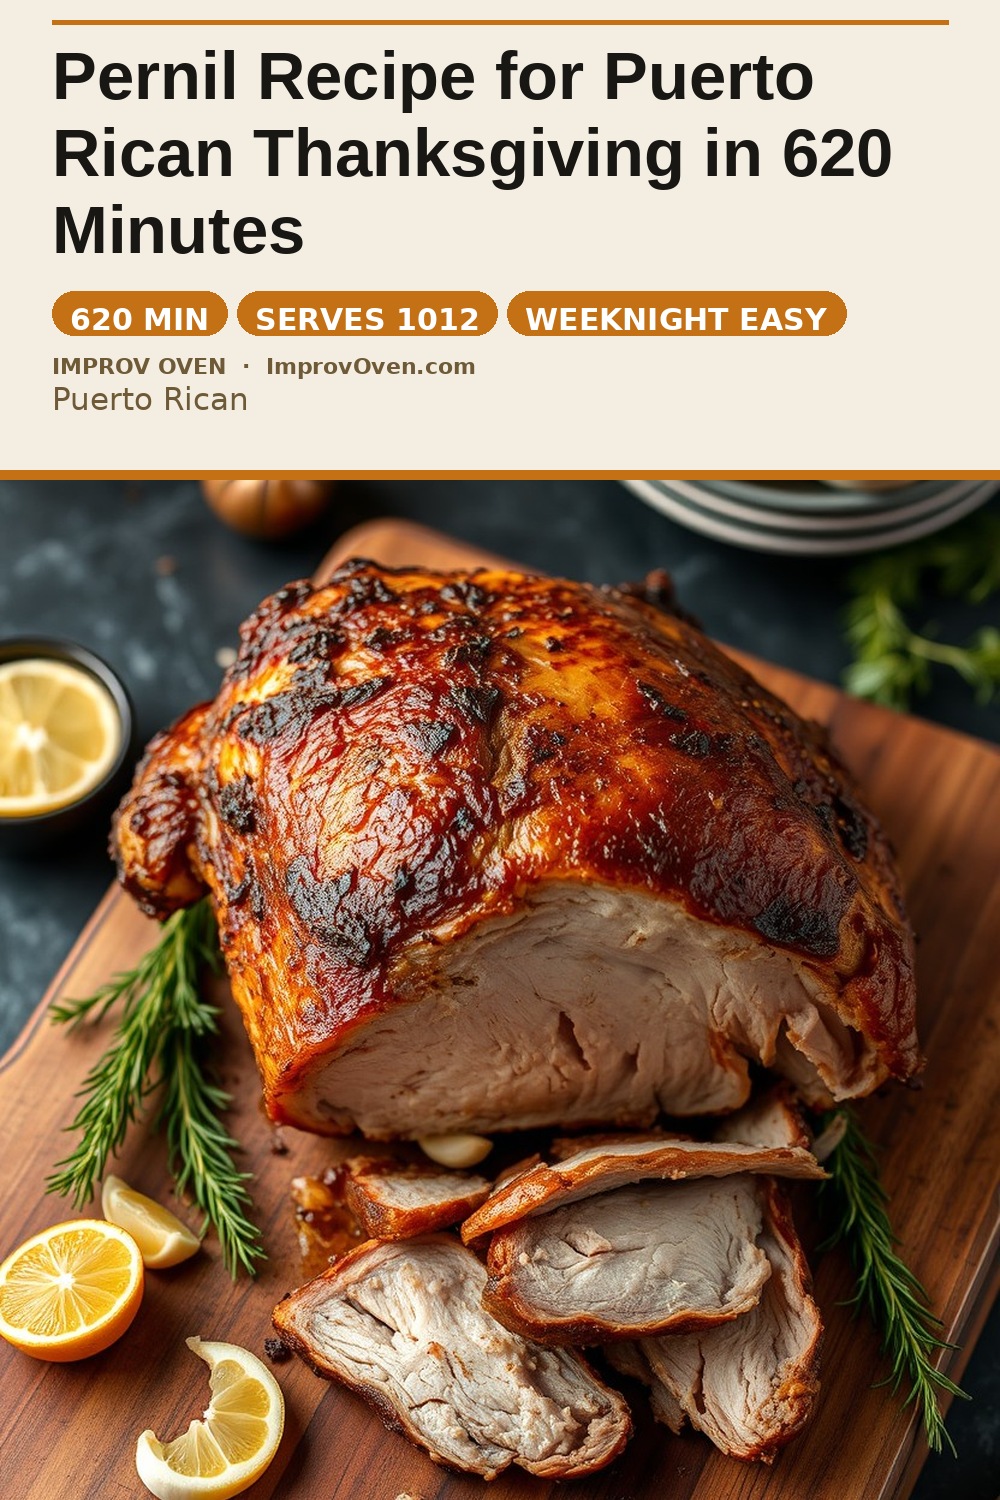 Pernil Recipe for Puerto
Rican Thanksgiving in 620
Minutes
620 MIN SERVES 1012 WEEKNIGHT EASY
IMPROV OVEN · ImprovOven.com
Puerto Rican